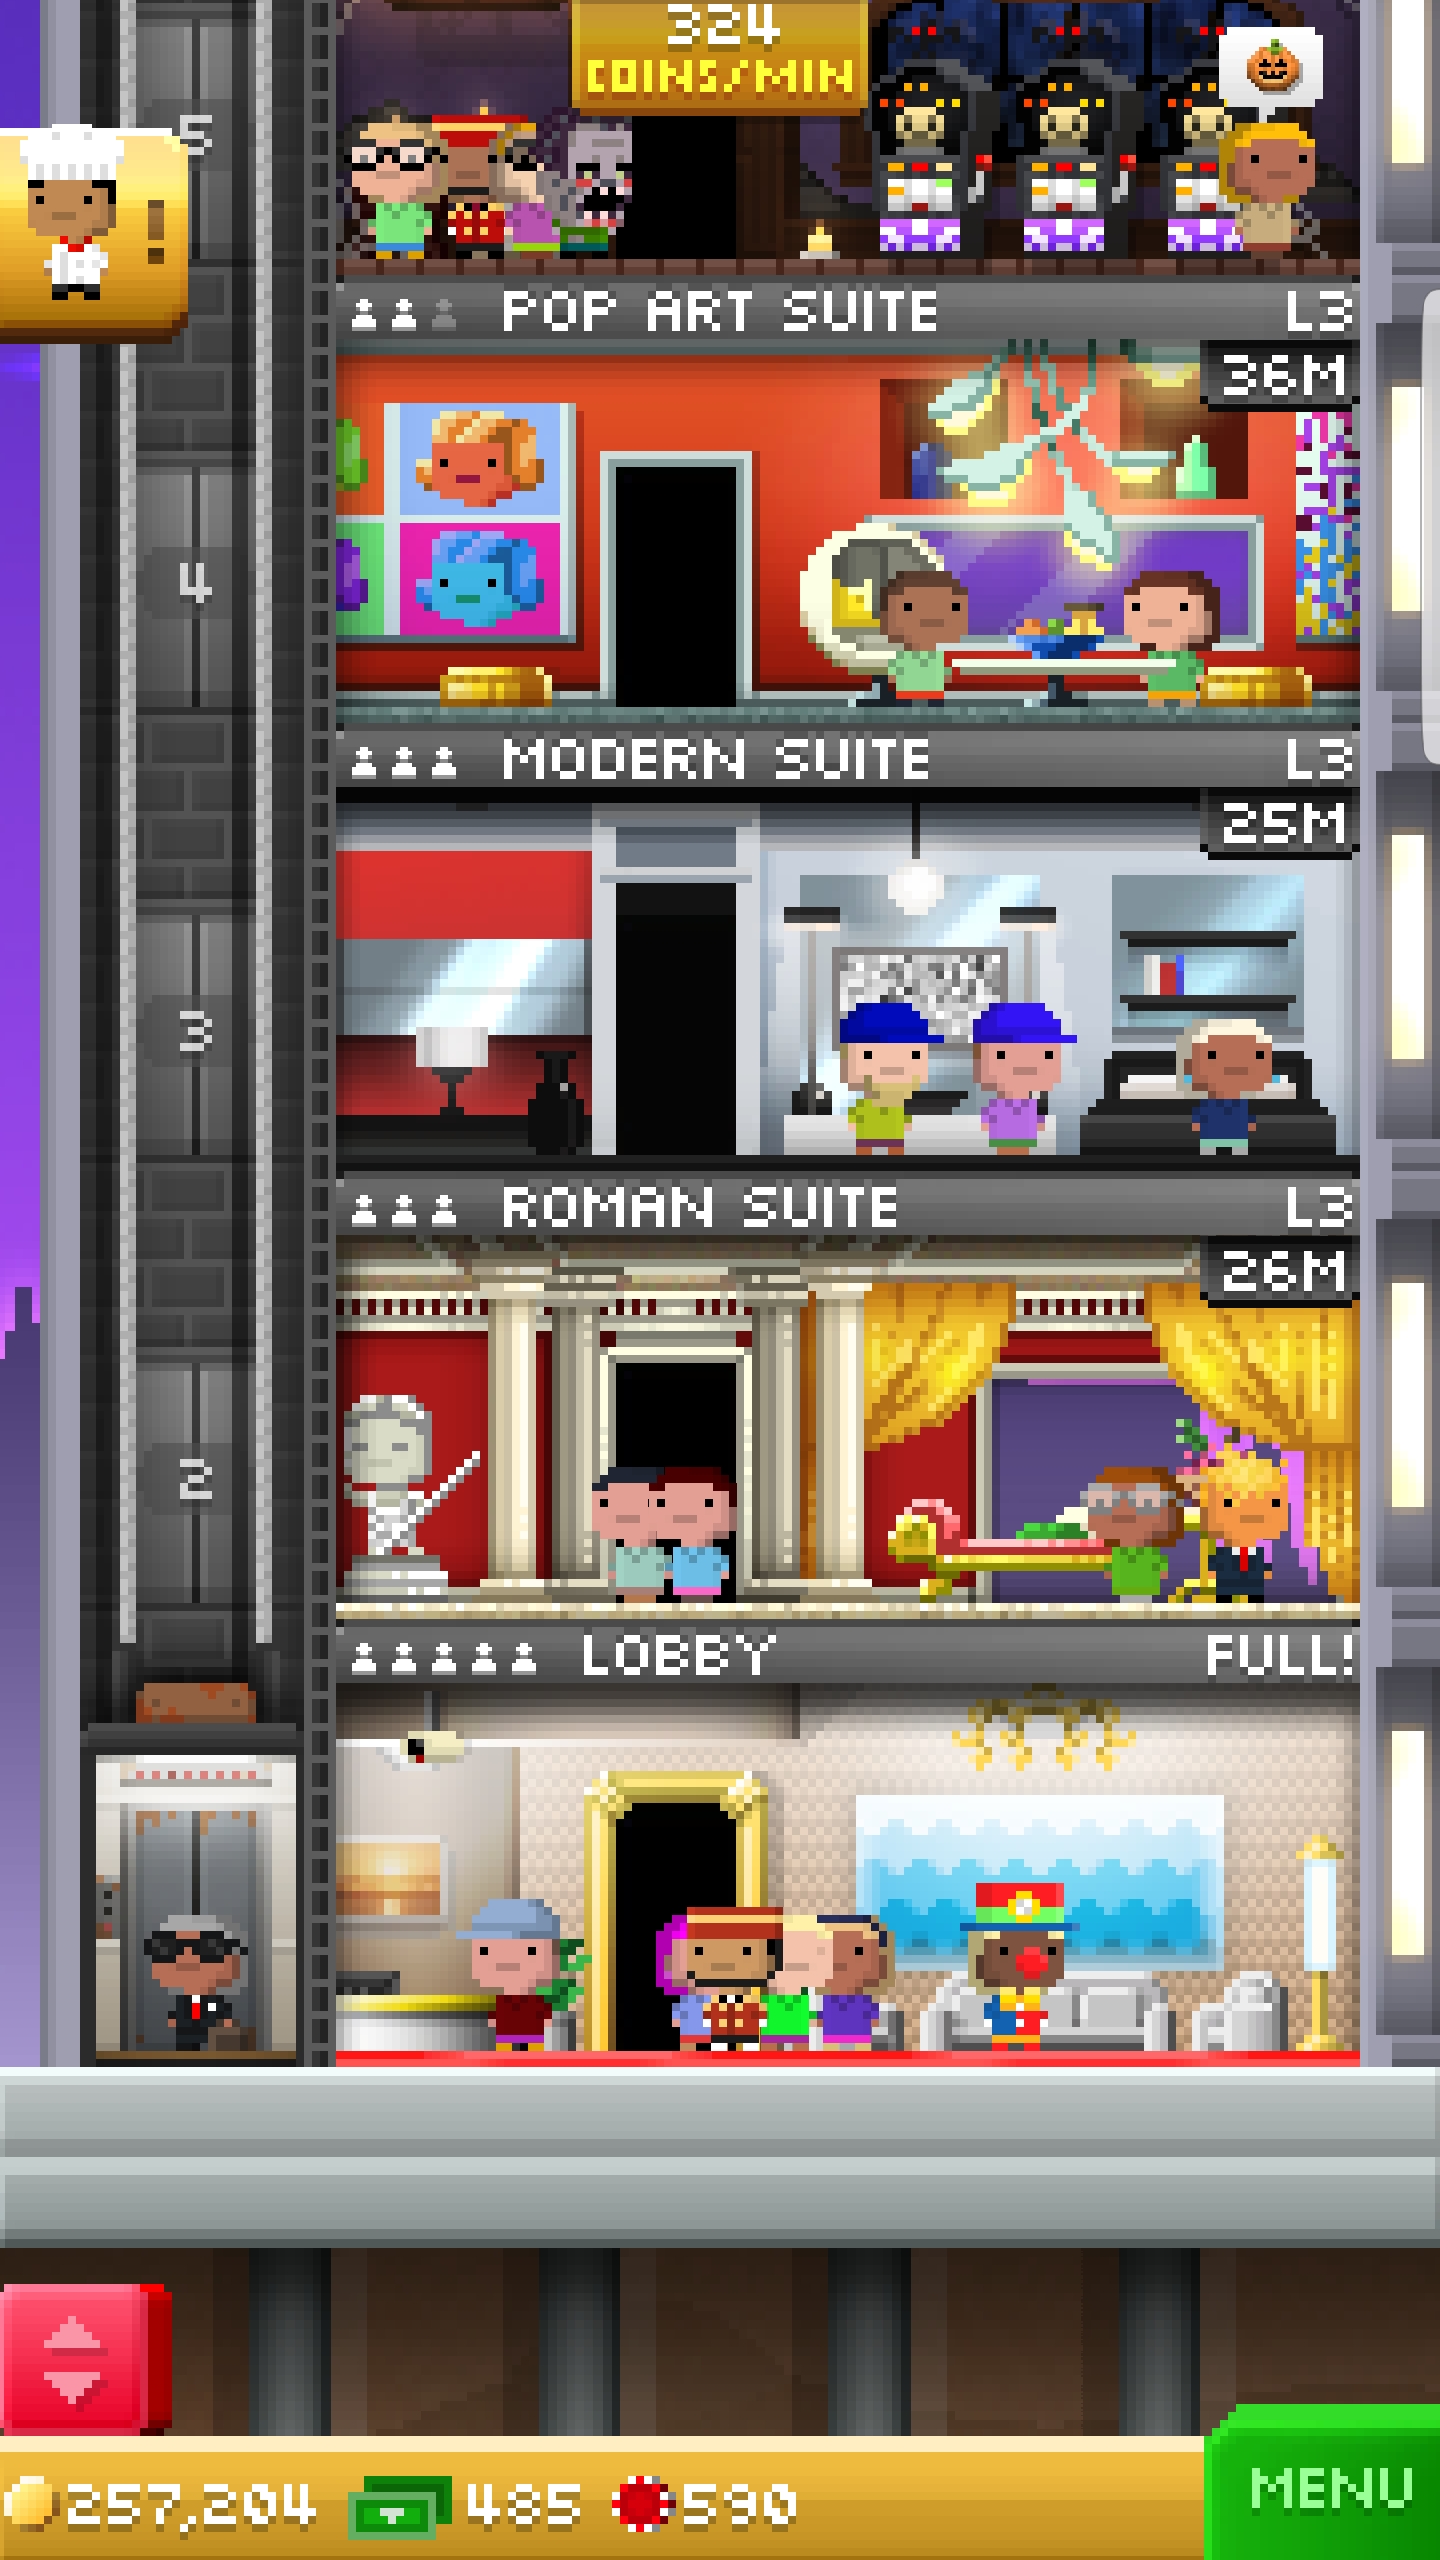 324
COINS/MIN
5
!
POP ART SUITE L3
36M
4
MODERN SUITE L3
25M
3
ROMAN SUITE L3
26M
2
LOBBY FULL!
257,204 485 590
MENU